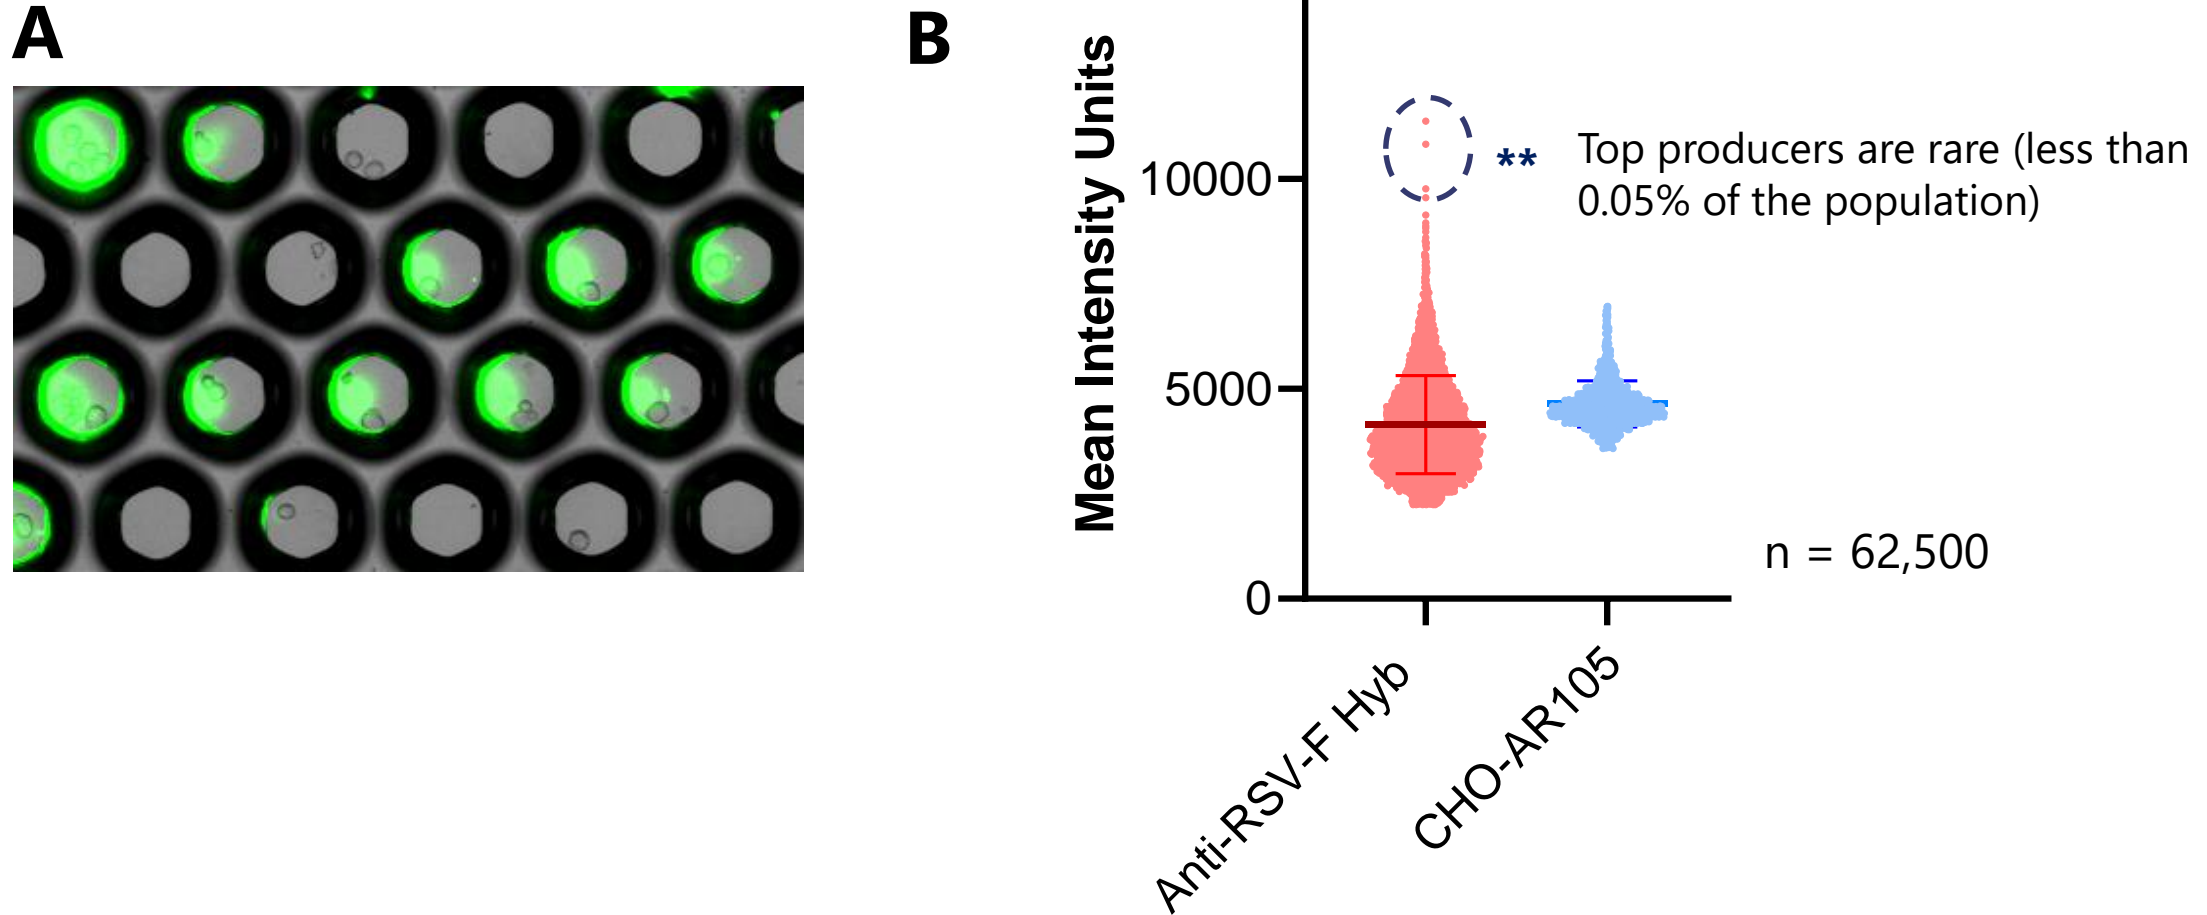 A
B
Mean Intensity Units
10000
5000
0
**
Top producers are rare (less than
0.05% of the population)
n = 62,500
Anti-RSV-F Hyb
CHO-AR105